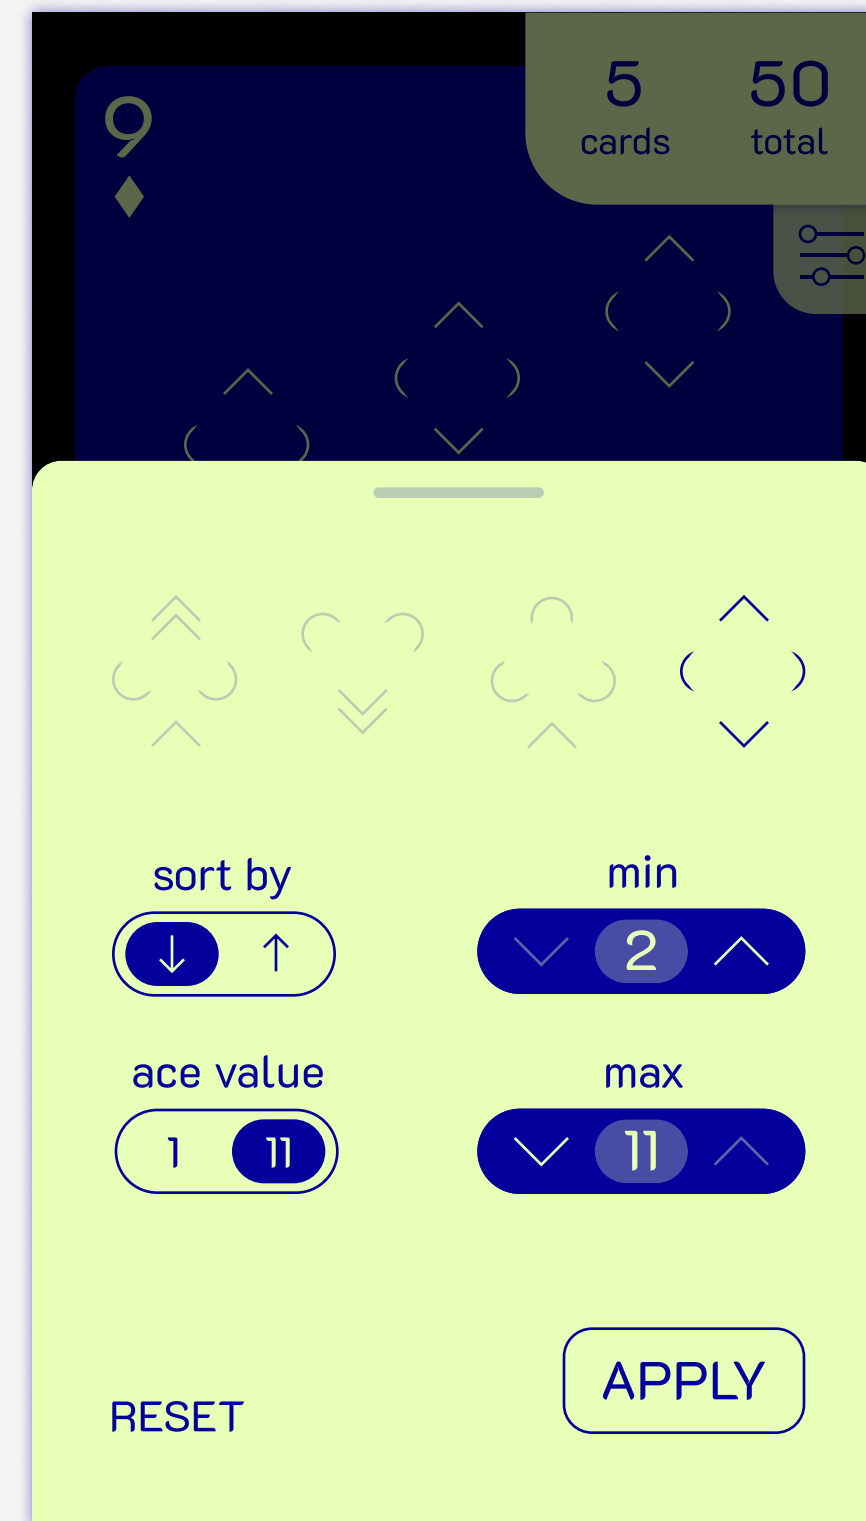 9
5 50
cards total
sort by min
2
ace value max
1 11 11
RESET APPLY